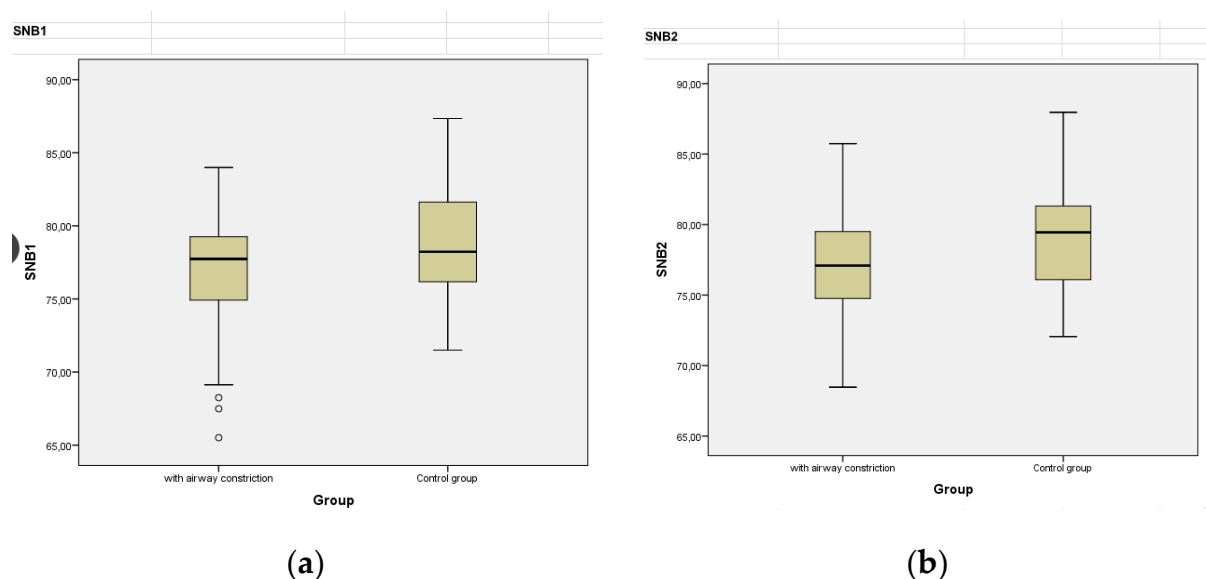 SNB1
90,00
85,00
80,00
75,00
70,00
65,00
SNB1
with airway constriction
Control group
Group
(a)
SNB2
90,00
85,00
80,00
75,00
70,00
65,00
SNB2
with airway constriction
Control group
Group
(b)